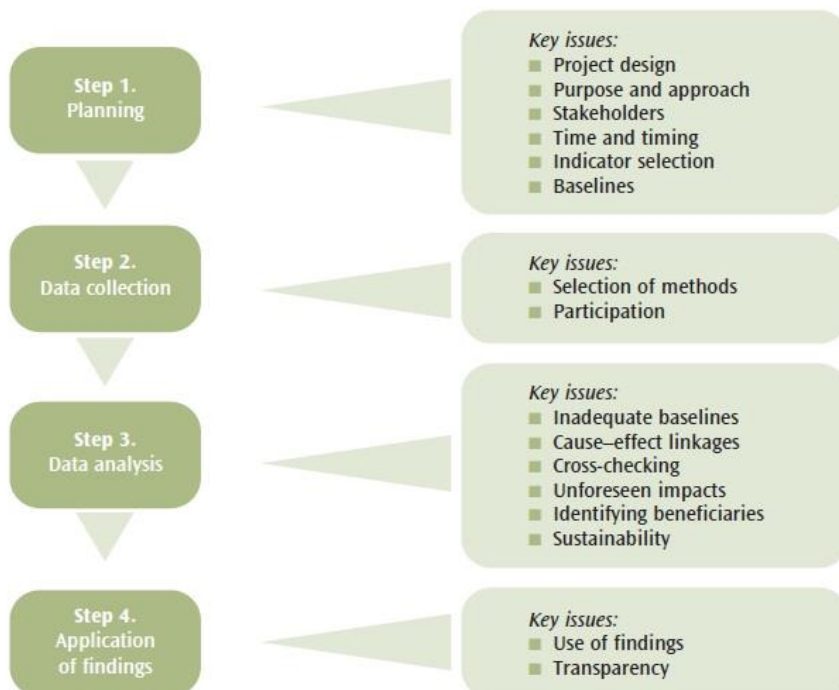 Step 1.
Planning
Key issues:
■ Project design
■ Purpose and approach
■ Stakeholders
■ Time and timing
■ Indicator selection
■ Baselines
Step 2.
Data collection
Key issues:
■ Selection of methods
■ Participation
Step 3.
Data analysis
Key issues:
■ Inadequate baselines
■ Cause–effect linkages
■ Cross-checking
■ Unforeseen impacts
■ Identifying beneficiaries
■ Sustainability
Step 4.
Application
of findings
Key issues:
■ Use of findings
■ Transparency